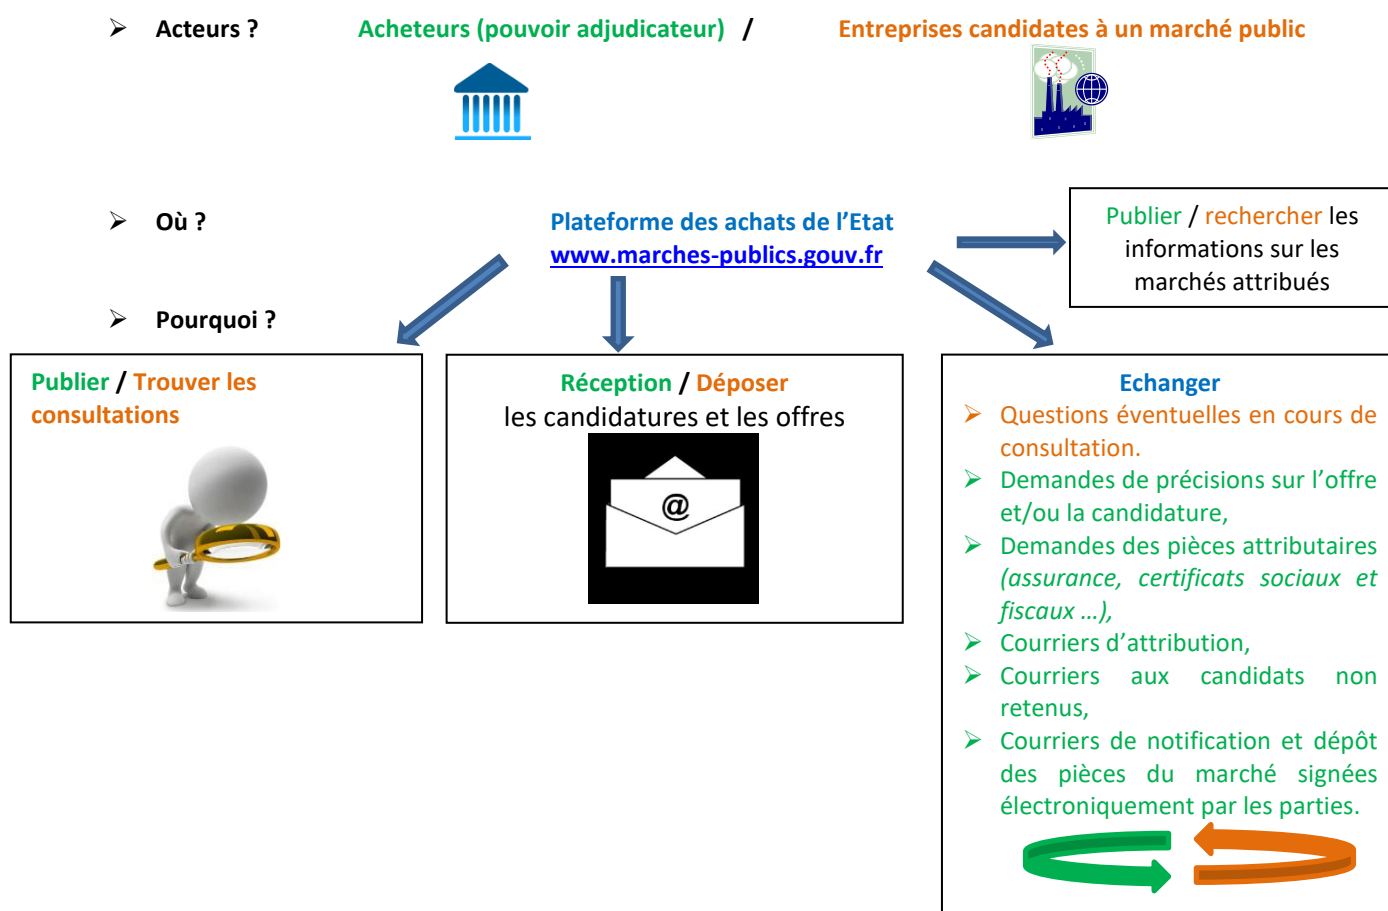 ➢ Acteurs ? Acheteurs (pouvoir adjudicateur) / Entreprises candidates à un marché public
➢ Où ? Plateforme des achats de l’Etat
www.marches-publics.gouv.fr
Publier / rechercher les
informations sur les
marchés attribués
➢ Pourquoi ?
Publier / Trouver les
consultations
Réception / Déposer
les candidatures et les offres
@
Echanger
➢ Questions éventuelles en cours de
consultation.
➢ Demandes de précisions sur l’offre
et/ou la candidature,
➢ Demandes des pièces attributaires
(assurance, certificats sociaux et
fiscaux …),
➢ Courriers d’attribution,
➢ Courriers aux candidats non
retenus,
➢ Courriers de notification et dépôt
des pièces du marché signées
électroniquement par les parties.